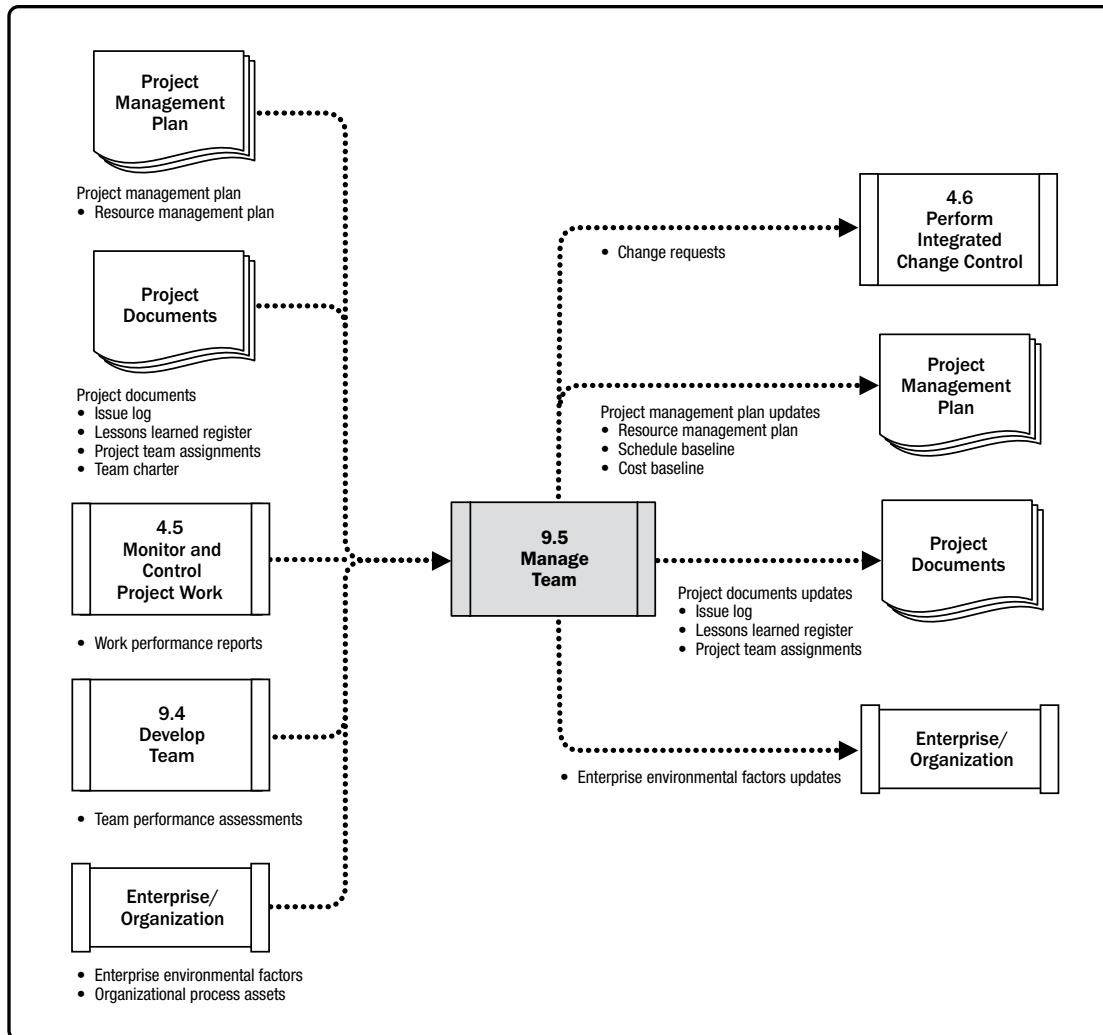 Project
Management
Plan
Project management plan
• Resource management plan
Project
Documents
Project documents
• Issue log
• Lessons learned register
• Project team assignments
• Team charter
4.5
Monitor and
Control
Project Work
• Work performance reports
9.4
Develop
Team
• Team performance assessments
Enterprise/
Organization
• Enterprise environmental factors
• Organizational process assets
9.5
Manage
Team
• Change requests
4.6
Perform
Integrated
Change Control
Project management plan updates
• Resource management plan
• Schedule baseline
• Cost baseline
Project
Management
Plan
Project documents updates
• Issue log
• Lessons learned register
• Project team assignments
Project
Documents
• Enterprise environmental factors updates
Enterprise/
Organization